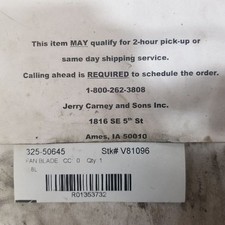 This item MAY qualify for 2-hour pick-up or
same day shipping service.
Calling ahead is REQUIRED to schedule the order.
1-800-262-3808
Jerry Carney and Sons Inc.
1816 SE 5th St
Ames, IA 50010
325-50645 Stk# V81096
FAN BLADE CC 0 Qty 1
R01353732